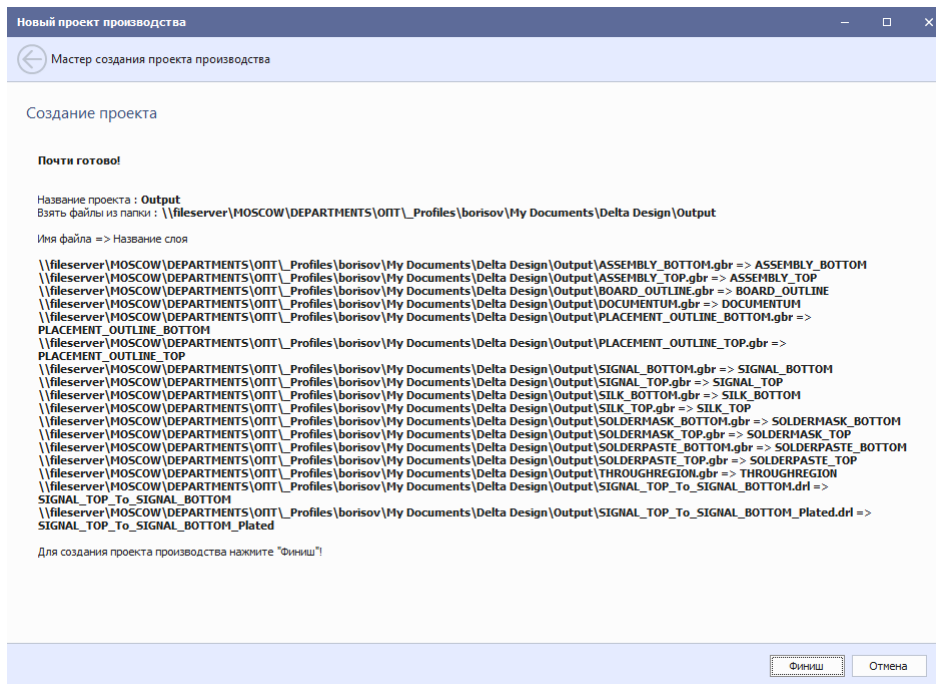 Новый проект производства
Мастер создания проекта производства
Создание проекта
Почти готово!
Название проекта : Output
Взять файлы из папки : \\fileserver\MOSCOW\DEPARTMENTS\ОПТ\_Profiles\borisov\My Documents\Delta Design\Output
Имя файла => Название слоя
\\fileserver\MOSCOW\DEPARTMENTS\ОПТ\_Profiles\borisov\My Documents\Delta Design\Output\ASSEMBLY_BOTTOM.gbr => ASSEMBLY_BOTTOM
\\fileserver\MOSCOW\DEPARTMENTS\ОПТ\_Profiles\borisov\My Documents\Delta Design\Output\ASSEMBLY_TOP.gbr => ASSEMBLY_TOP
\\fileserver\MOSCOW\DEPARTMENTS\ОПТ\_Profiles\borisov\My Documents\Delta Design\Output\BOARD_OUTLINE.gbr => BOARD_OUTLINE
\\fileserver\MOSCOW\DEPARTMENTS\ОПТ\_Profiles\borisov\My Documents\Delta Design\Output\DOCUMENTUM.gbr => DOCUMENTUM
\\fileserver\MOSCOW\DEPARTMENTS\ОПТ\_Profiles\borisov\My Documents\Delta Design\Output\PLACEMENT_OUTLINE_BOTTOM.gbr =>
PLACEMENT_OUTLINE_BOTTOM
\\fileserver\MOSCOW\DEPARTMENTS\ОПТ\_Profiles\borisov\My Documents\Delta Design\Output\PLACEMENT_OUTLINE_TOP.gbr =>
PLACEMENT_OUTLINE_TOP
\\fileserver\MOSCOW\DEPARTMENTS\ОПТ\_Profiles\borisov\My Documents\Delta Design\Output\SIGNAL_BOTTOM.gbr => SIGNAL_BOTTOM
\\fileserver\MOSCOW\DEPARTMENTS\ОПТ\_Profiles\borisov\My Documents\Delta Design\Output\SIGNAL_TOP.gbr => SIGNAL_TOP
\\fileserver\MOSCOW\DEPARTMENTS\ОПТ\_Profiles\borisov\My Documents\Delta Design\Output\SILK_BOTTOM.gbr => SILK_BOTTOM
\\fileserver\MOSCOW\DEPARTMENTS\ОПТ\_Profiles\borisov\My Documents\Delta Design\Output\SILK_TOP.gbr => SILK_TOP
\\fileserver\MOSCOW\DEPARTMENTS\ОПТ\_Profiles\borisov\My Documents\Delta Design\Output\SOLDERMASK_BOTTOM.gbr => SOLDERMASK_BOTTOM
\\fileserver\MOSCOW\DEPARTMENTS\ОПТ\_Profiles\borisov\My Documents\Delta Design\Output\SOLDERMASK_TOP.gbr => SOLDERMASK_TOP
\\fileserver\MOSCOW\DEPARTMENTS\ОПТ\_Profiles\borisov\My Documents\Delta Design\Output\SOLDERPASTE_BOTTOM.gbr => SOLDERPASTE_BOTTOM
\\fileserver\MOSCOW\DEPARTMENTS\ОПТ\_Profiles\borisov\My Documents\Delta Design\Output\SOLDERPASTE_TOP.gbr => SOLDERPASTE_TOP
\\fileserver\MOSCOW\DEPARTMENTS\ОПТ\_Profiles\borisov\My Documents\Delta Design\Output\THROUGHREGION.gbr => THROUGHREGION
\\fileserver\MOSCOW\DEPARTMENTS\ОПТ\_Profiles\borisov\My Documents\Delta Design\Output\SIGNAL_TOP_To_SIGNAL_BOTTOM.drl =>
SIGNAL_TOP_To_SIGNAL_BOTTOM
\\fileserver\MOSCOW\DEPARTMENTS\ОПТ\_Profiles\borisov\My Documents\Delta Design\Output\SIGNAL_TOP_To_SIGNAL_BOTTOM_Plated.drl =>
SIGNAL_TOP_To_SIGNAL_BOTTOM_Plated
Для создания проекта производства нажмите "Финиш"!
Финиш
Отмена